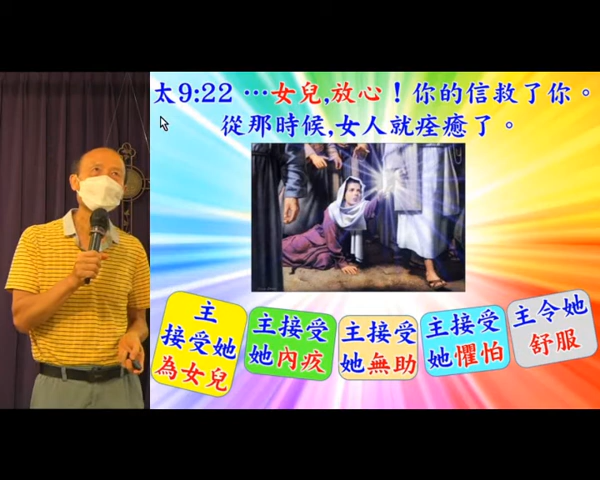 太9:22 …女兒,放心！你的信救了你。
從那時候,女人就痊癒了。
主
接受她
為女兒
主接受
她內疚
主接受
她無助
主接受
她懼怕
主令她
舒服